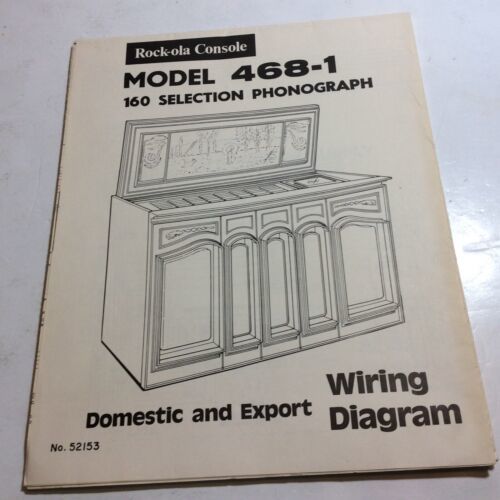 Rock-ola Console
MODEL 468-1
160 SELECTION PHONOGRAPH
Domestic and Export
Wiring
Diagram
No. 52153